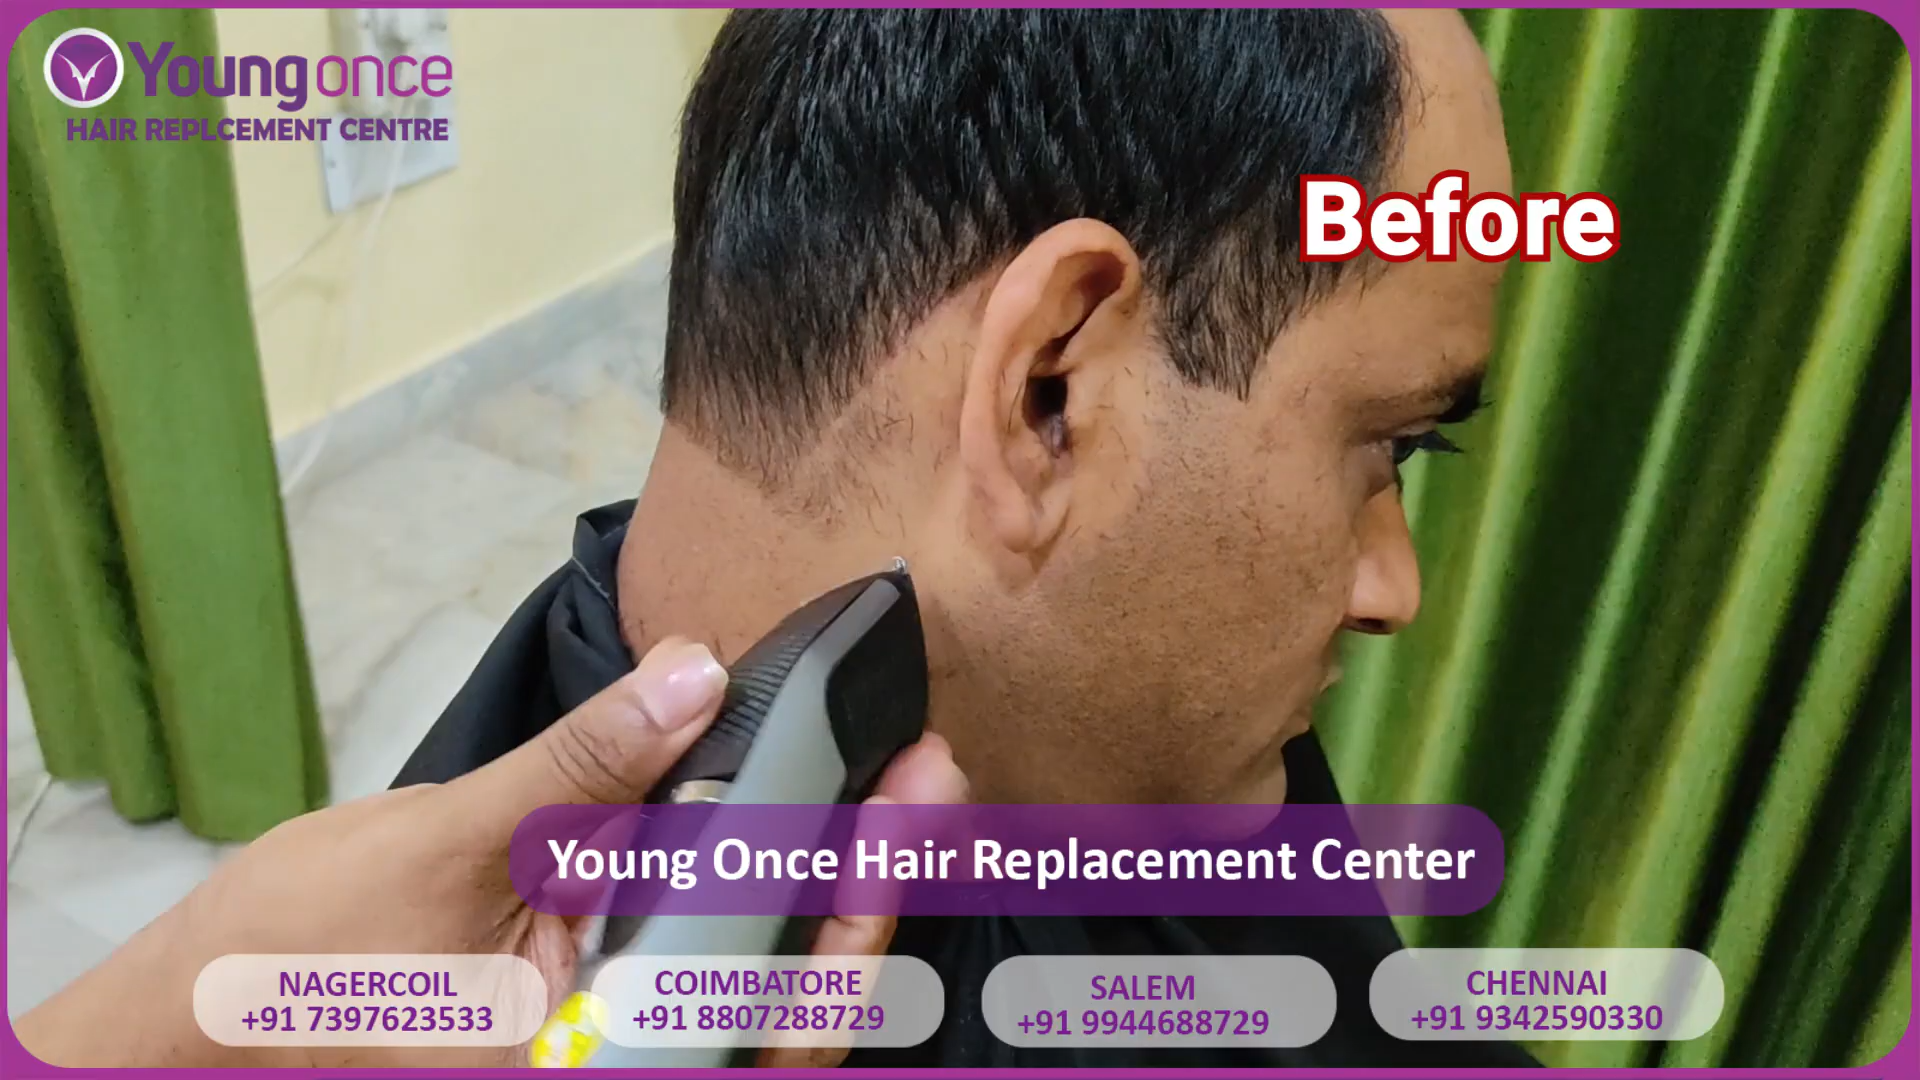 Young once
HAIR REPLCEMENT CENTRE
Before
Young Once Hair Replacement Center
NAGERCOIL
+91 7397623533
COIMBATORE
+91 8807288729
SALEM
+91 9944688729
CHENNAI
+91 9342590330